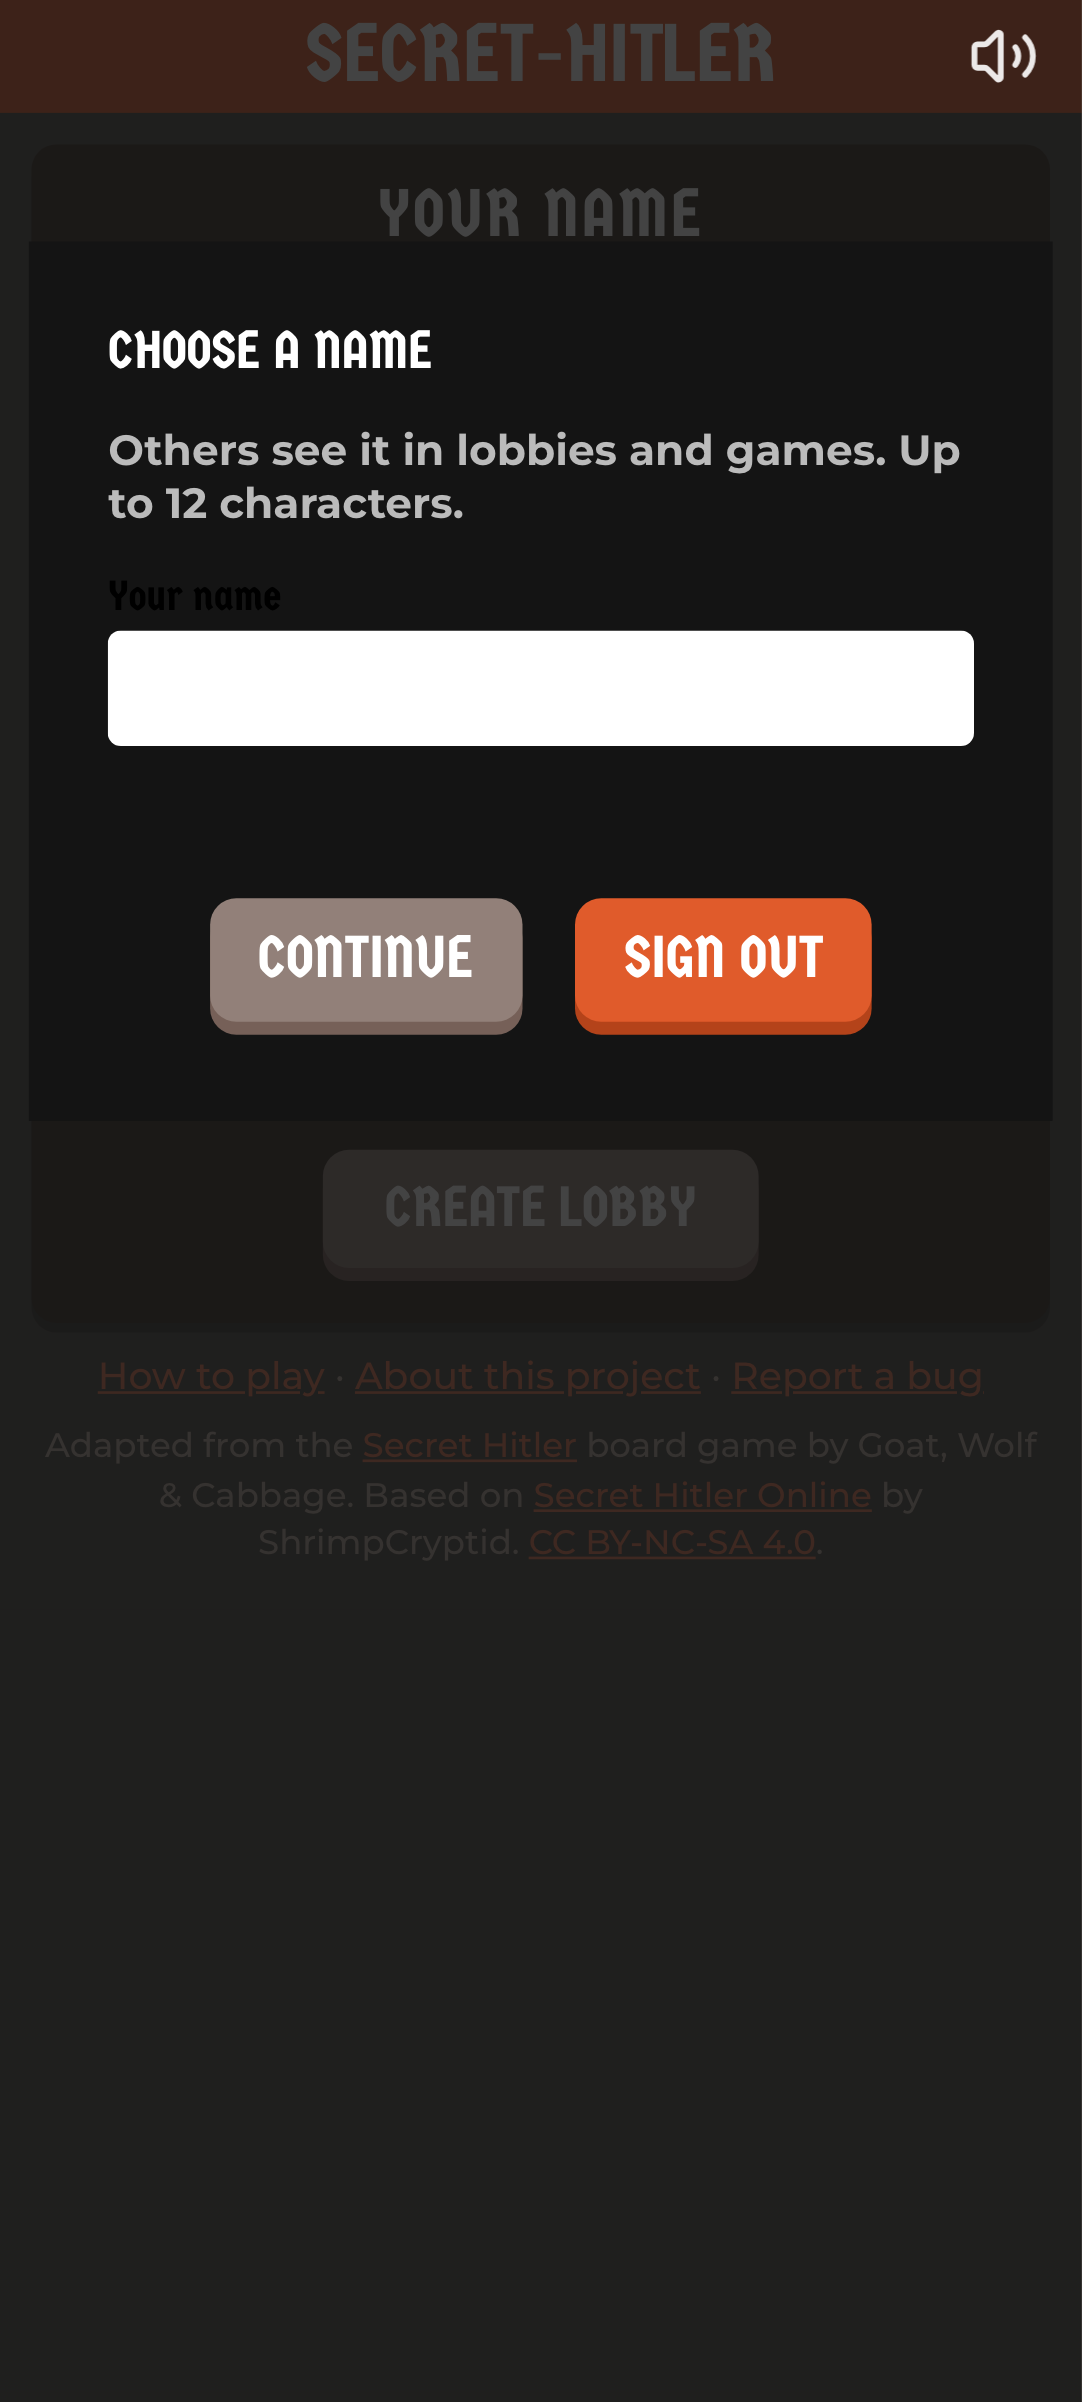 SECRET-HITLER
YOUR NAME
CHOOSE A NAME
Others see it in lobbies and games. Up
to 12 characters.
Your name
CONTINUE
SIGN OUT
CREATE LOBBY
How to play · About this project · Report a bug
Adapted from the Secret Hitler board game by Goat, Wolf
& Cabbage. Based on Secret Hitler Online by
ShrimpCryptid. CC BY-NC-SA 4.0.